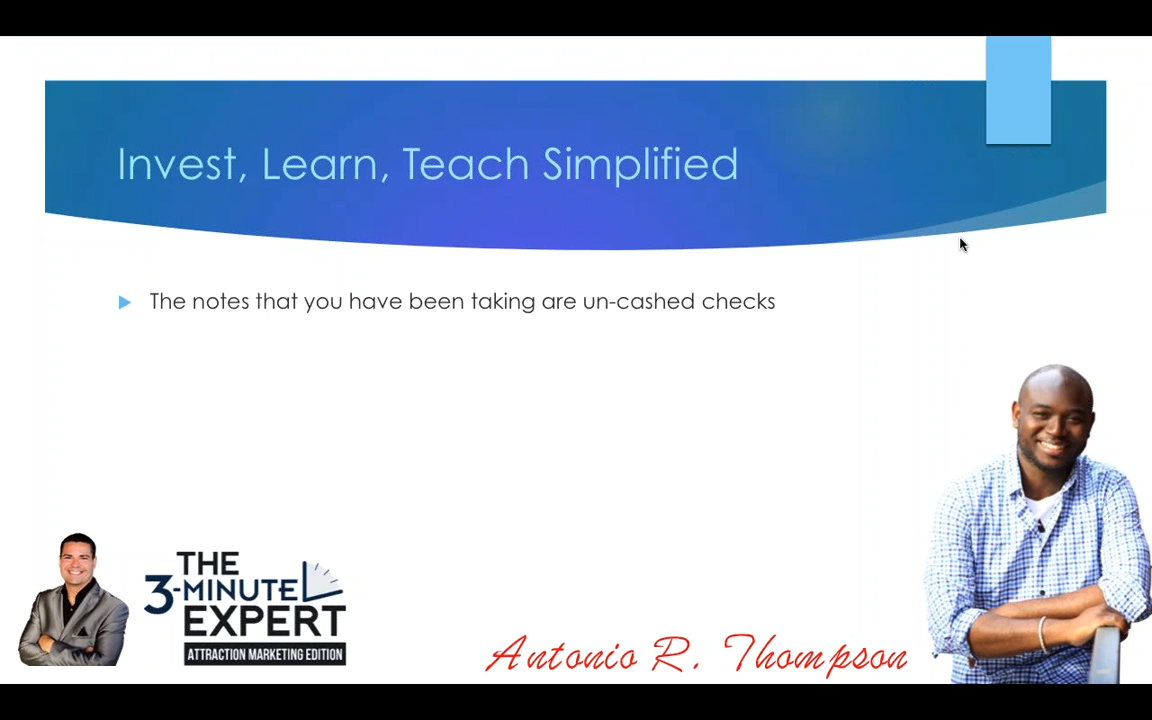 Invest, Learn, Teach Simplified
The notes that you have been taking are un-cashed checks
THE
3-MINUTE
EXPERT
ATTRACTION MARKETING EDITION
Antonio R. Thompson